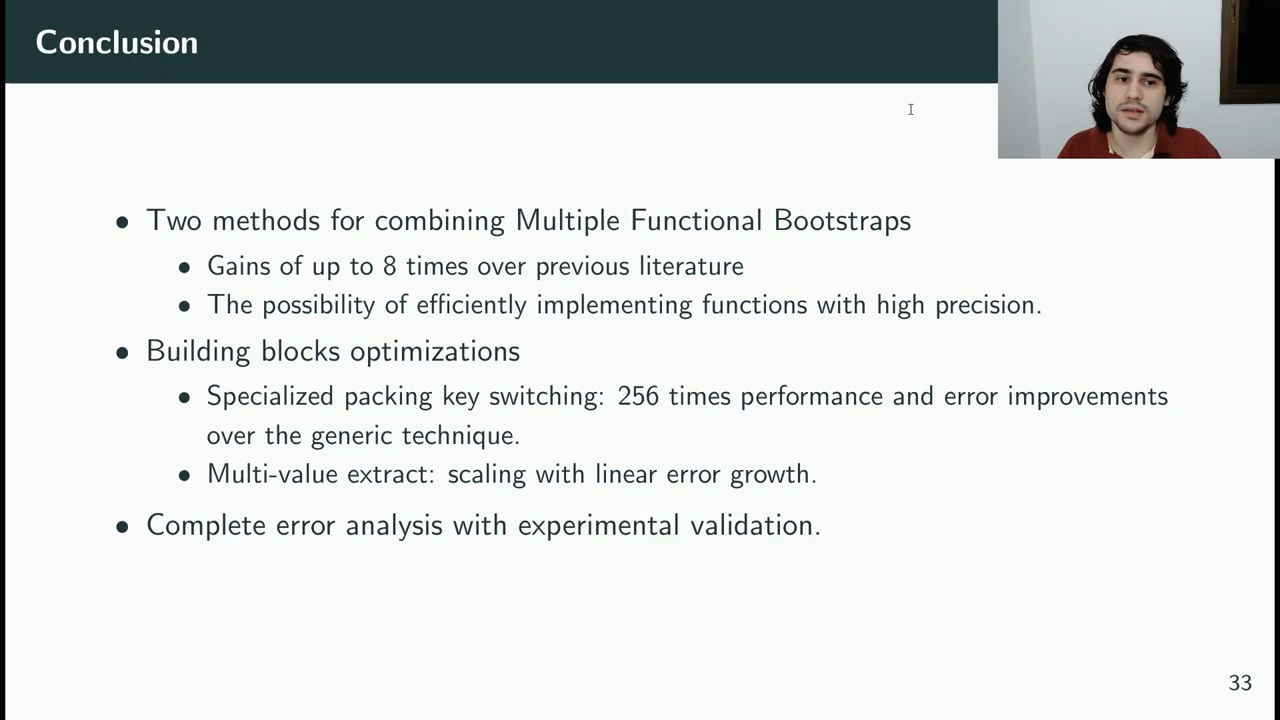 Conclusion
• Two methods for combining Multiple Functional Bootstraps
• Gains of up to 8 times over previous literature
• The possibility of efficiently implementing functions with high precision.
• Building blocks optimizations
• Specialized packing key switching: 256 times performance and error improvements
over the generic technique.
• Multi-value extract: scaling with linear error growth.
• Complete error analysis with experimental validation.
33